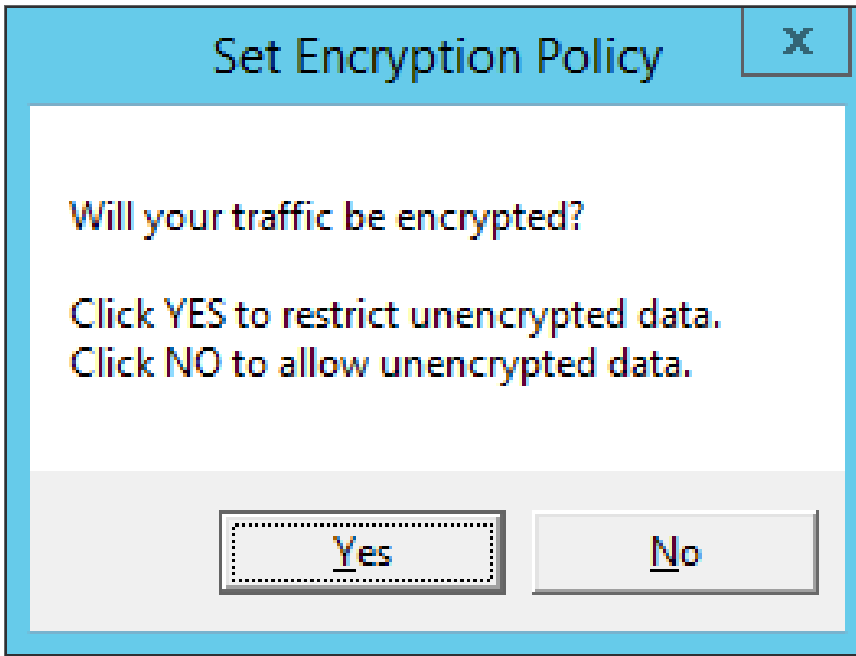 Set Encryption Policy
x
Will your traffic be encrypted?
Click YES to restrict unencrypted data.
Click NO to allow unencrypted data.
Yes No